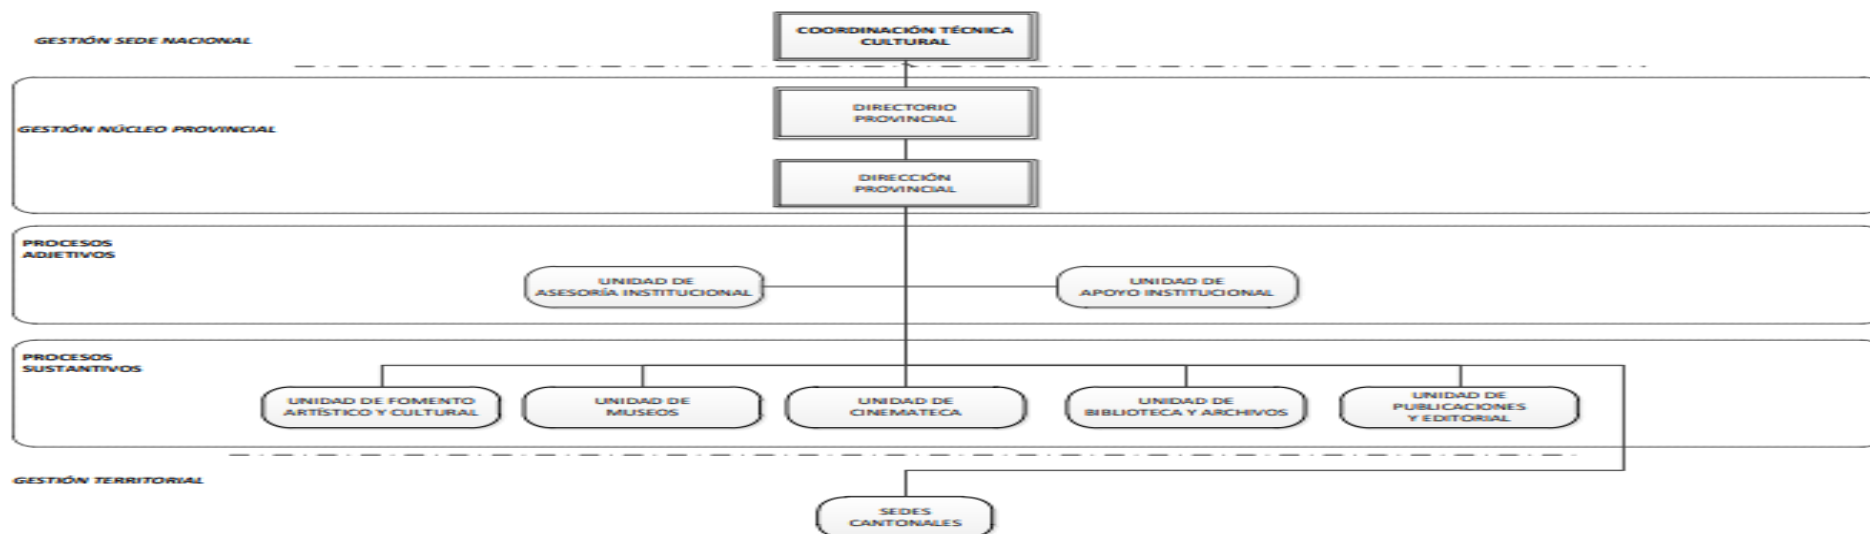 GESTIÓN SEDE NACIONAL
COORDINACIÓN TÉCNICA
CULTURAL
GESTIÓN NÚCLEO PROVINCIAL
DIRECTORIO
PROVINCIAL
DIRECCIÓN
PROVINCIAL
PROCESOS
ADJETIVOS
UNIDAD DE
ASESORÍA INSTITUCIONAL
UNIDAD DE
APOYO INSTITUCIONAL
PROCESOS
SUSTANTIVOS
UNIDAD DE FOMENTO
ARTÍSTICO Y CULTURAL
UNIDAD DE
MUSEOS
UNIDAD DE
CINEMATECA
UNIDAD DE
BIBLIOTECA Y ARCHIVOS
UNIDAD DE
PUBLICACIONES
Y EDITORIAL
GESTIÓN TERRITORIAL
SEDES
CANTONALES